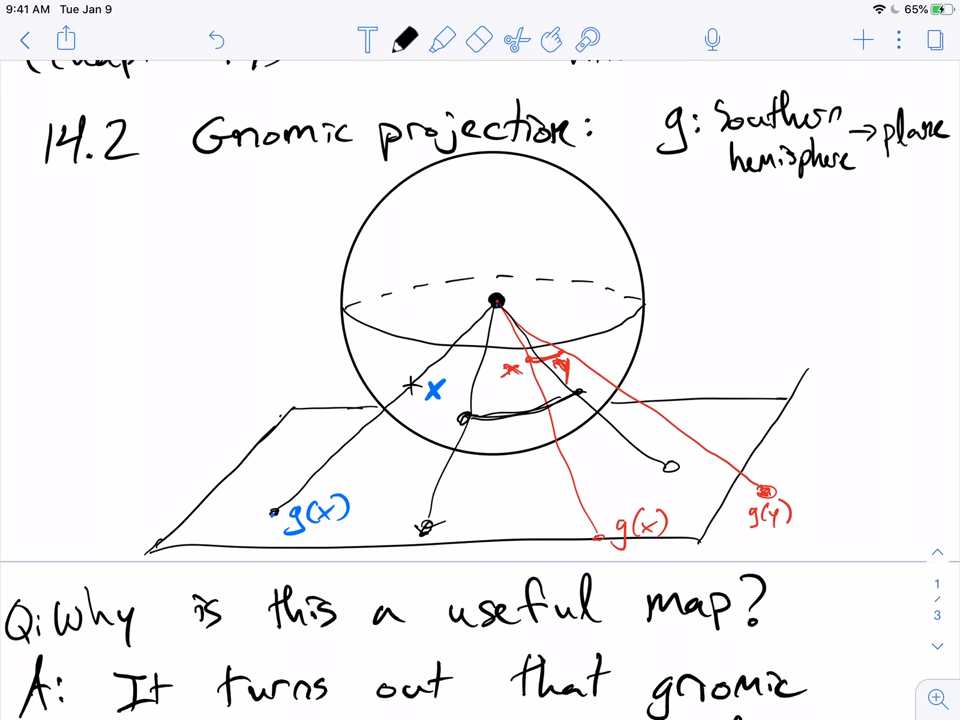 9:41 AM Tue Jan 9
65%
T
14.2 Gnomic projection:
g: Southern hemisphere → plane
x
x
y
g(x)
g(x)
g(y)
1
/
3
Q: Why is this a useful map?
A: It turns out that gnomic